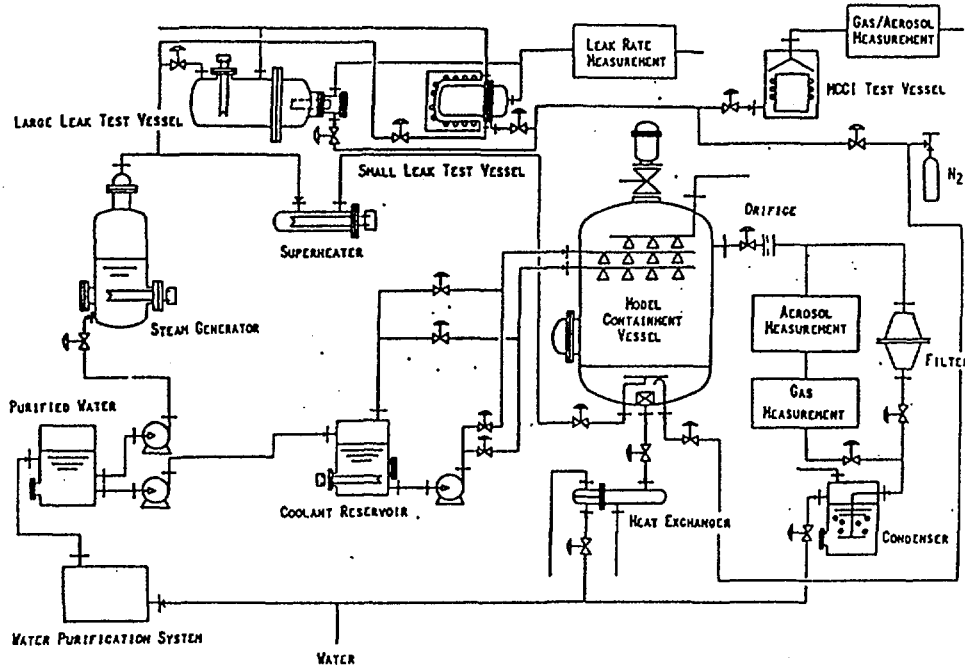 GAS/AEROSOL
MEASUREMENT
LEAK RATE
MEASUREMENT
MCCI TEST VESSEL
LARGE LEAK TEST VESSEL
SMALL LEAK TEST VESSEL
N2
ORIFICE
SUPERHEATER
STEAM GENERATOR
MODEL
CONTAINMENT
VESSEL
AEROSOL
MEASUREMENT
FILTER
GAS
MEASUREMENT
PURIFIED WATER
COOLANT RESERVOIR
HEAT EXCHANGER
CONDENSER
WATER PURIFICATION SYSTEM
WATER